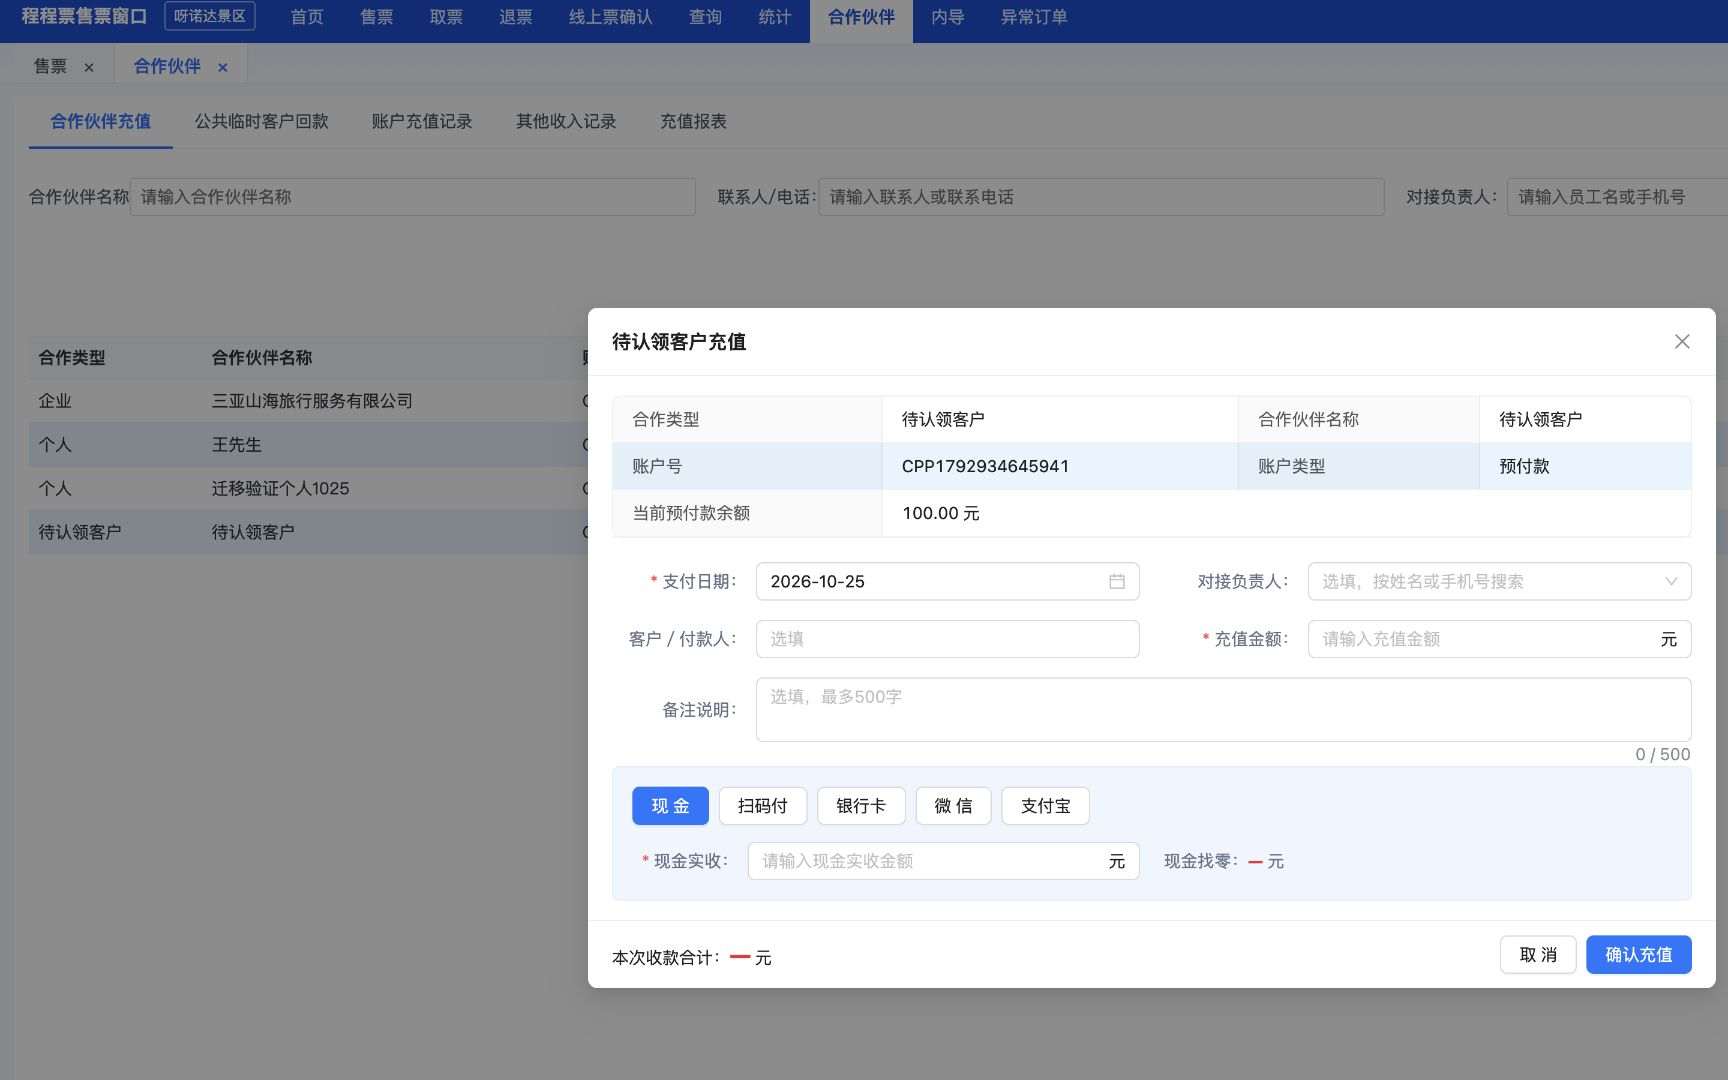 程程票售票窗口 呀诺达景区 首页 售票 取票 退票 线上票确认 查询 统计 合作伙伴 内导 异常订单
售票 × 合作伙伴 ×
合作伙伴充值 公共临时客户回款 账户充值记录 其他收入记录 充值报表
合作伙伴名称 请输入合作伙伴名称 联系人/电话: 请输入联系人或联系电话 对接负责人: 请输入员工名或手机号
合作类型 合作伙伴名称
企业 三亚山海旅行服务有限公司
个人 王先生
个人 迁移验证个人1025
待认领客户 待认领客户
待认领客户充值
合作类型 待认领客户 合作伙伴名称 待认领客户
账户号 CPP1792934645941 账户类型 预付款
当前预付款余额 100.00 元
* 支付日期: 2026-10-25 对接负责人: 选填，按姓名或手机号搜索
客户 / 付款人: 选填 * 充值金额: 请输入充值金额 元
备注说明: 选填，最多500字
0 / 500
现 金 扫码付 银行卡 微 信 支付宝
* 现金实收: 请输入现金实收金额 元 现金找零: — 元
本次收款合计: — 元 取 消 确认充值